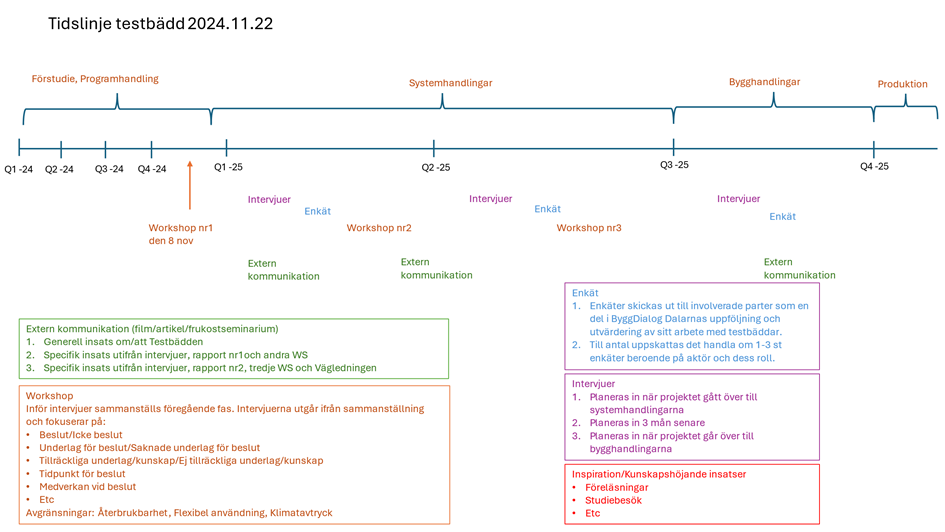 Tidslinje testbädd 2024.11.22
Förstudie, Programhandling
Systemhandlingar
Bygghandlingar
Produktion
Q1 -24
Q2 -24
Q3 -24
Q4 -24
Q1 -25
Q2 -25
Q3 -25
Q4 -25
Intervjuer
Enkät
Intervjuer
Enkät
Intervjuer
Enkät
Workshop nr1
den 8 nov
Workshop nr2
Workshop nr3
Extern
kommunikation
Extern
kommunikation
Extern
kommunikation
Extern kommunikation (film/artikel/frukostseminarium)
1. Generell insats om/att Testbädden
2. Specifik insats utifrån intervjuer, rapport nr1och andra WS
3. Specifik insats utifrån intervjuer, rapport nr2, tredje WS och Vägledningen
Workshop
Inför intervjuer sammanställs föregående fas. Intervjuerna utgår ifrån sammanställning
och fokuserar på:
• Beslut/Icke beslut
• Underlag för beslut/Saknade underlag för beslut
• Tillräckliga underlag/kunskap/Ej tillräckliga underlag/kunskap
• Tidpunkt för beslut
• Medverkan vid beslut
• Etc
Avgränsningar: Återbrukbarhet, Flexibel användning, Klimatavtryck
Enkät
1. Enkäter skickas ut till involverade parter som en
del i ByggDialog Dalarnas uppföljning och
utvärdering av sitt arbete med testbäddar.
2. Till antal uppskattas det handla om 1-3 st
enkäter beroende på aktör och dess roll.
Intervjuer
1. Planeras in när projektet gått över till
systemhandlingarna
2. Planeras in 3 mån senare
3. Planeras in när projektet går över till
bygghandlingarna
Inspiration/Kunskapshöjande insatser
• Föreläsningar
• Studiebesök
• Etc